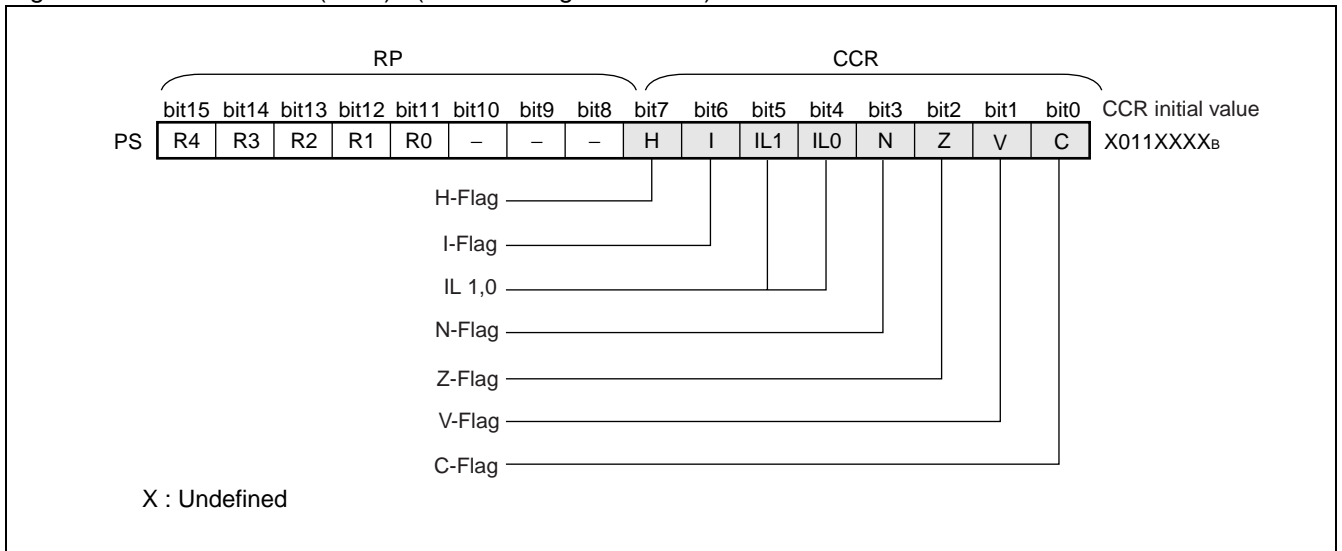 RP CCR
bit15 bit14 bit13 bit12 bit11 bit10 bit9 bit8 bit7 bit6 bit5 bit4 bit3 bit2 bit1 bit0 CCR initial value
PS R4 R3 R2 R1 R0 – – – H I IL1 IL0 N Z V C X011XXXXB
H-Flag
I-Flag
IL 1,0
N-Flag
Z-Flag
V-Flag
C-Flag
X : Undefined